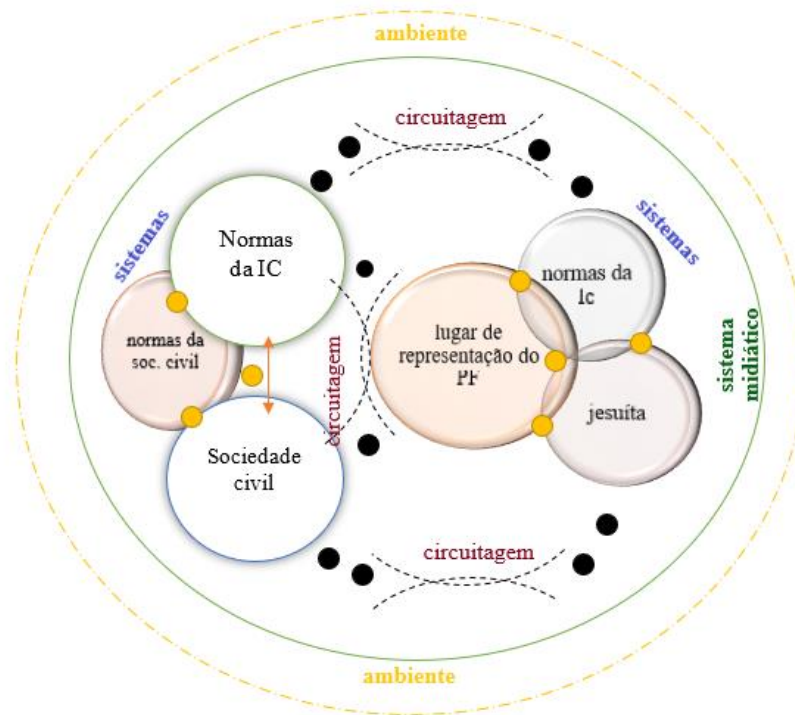 ambiente
circuitagem
sistemas
sistemas
Normas
da IC
normas da
Ic
normas da
soc. civil
circuitagem
lugar de
representação do
PF
sistema
midiático
jesuíta
Sociedade
civil
circuitagem
ambiente